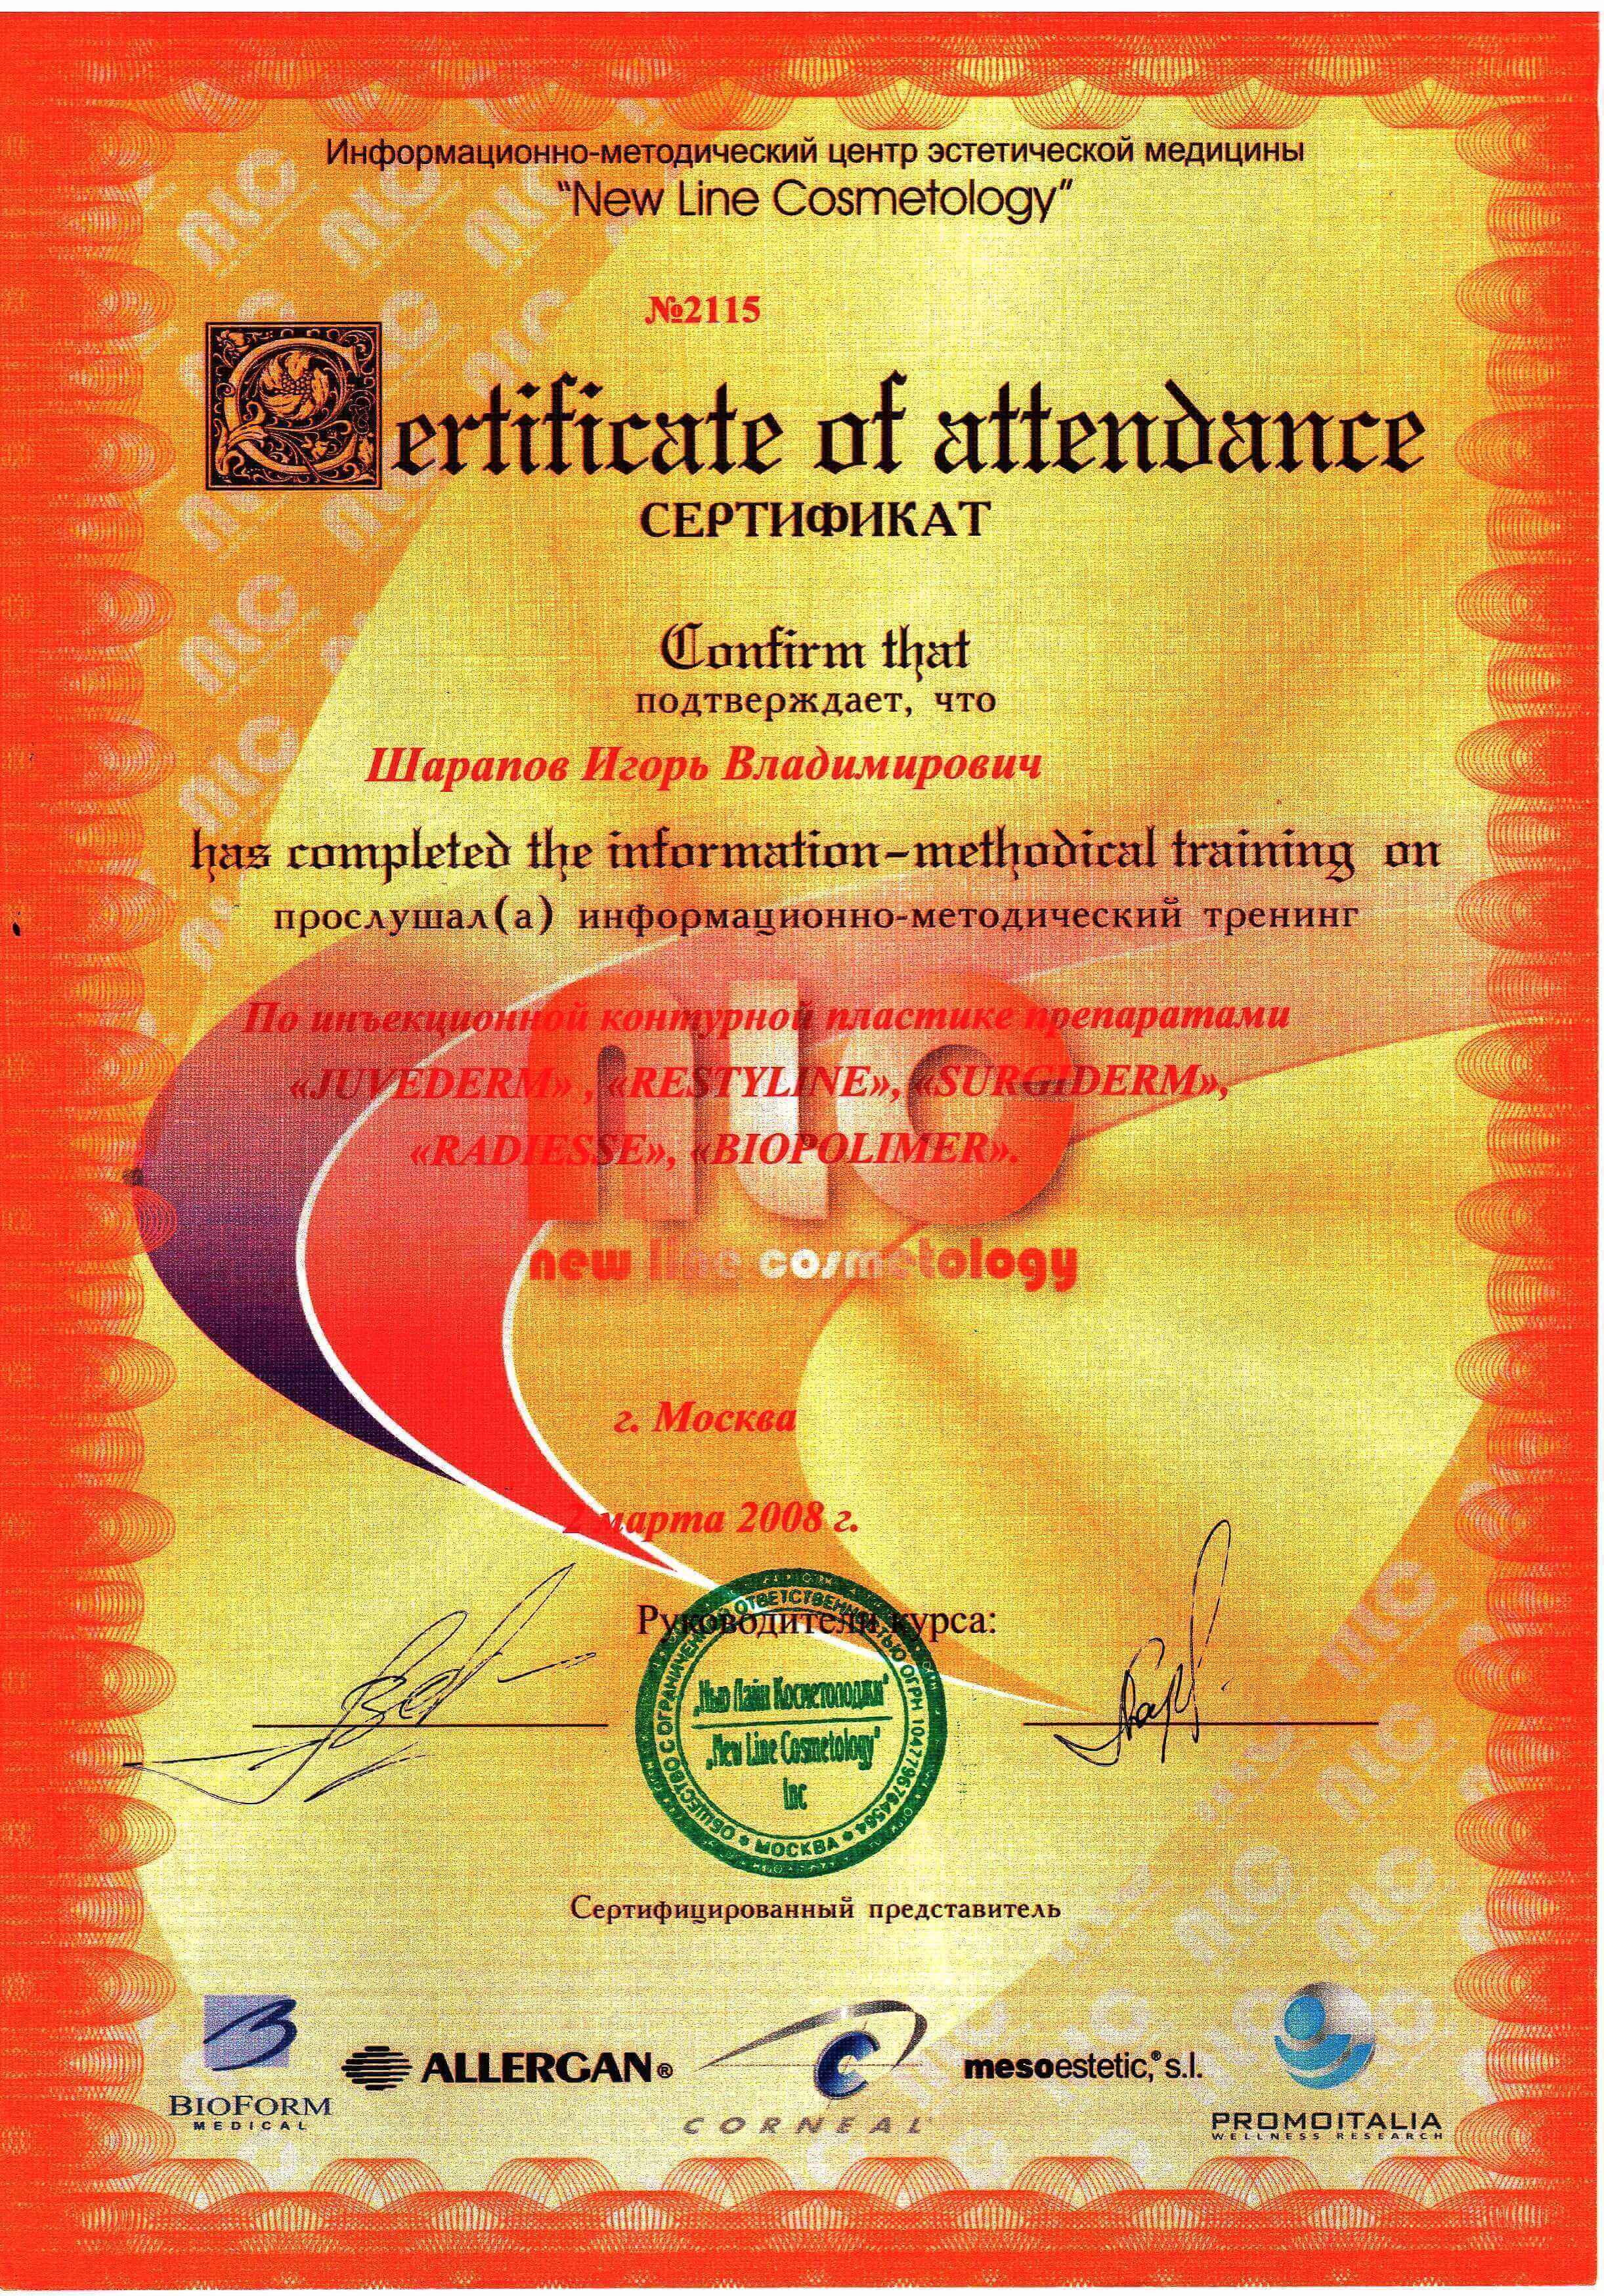 Информационно-методический центр эстетической медицины
"New Line Cosmetology"
№2115
Certificate of attendance
СЕРТИФИКАТ
Confirm that
подтверждает, что
Шарапов Игорь Владимирович
has completed the information-methodical training on
прослушал(а) информационно-методический тренинг
По инъекционной контурной пластике препаратами
«JUVEDERM» , «RESTYLINE», «SURGIDERM»,
«RADIESSE», «BIOPOLIMER».
nlc
new line cosmetology
г. Москва
2 марта 2008 г.
Руководители курса:
ОБЩЕСТВО С ОГРАНИЧЕННОЙ ОТВЕТСТВЕННОСТЬЮ ОГРН 1047796764564
"Нью Лайн Косметолоджи"
"New Line Cosmetology"
Inc
* МОСКВА *
Сертифицированный представитель
BIOFORM
MEDICAL
ALLERGAN®
CORNEAL
mesoestetic,® s.l.
PROMOITALIA
WELLNESS RESEARCH